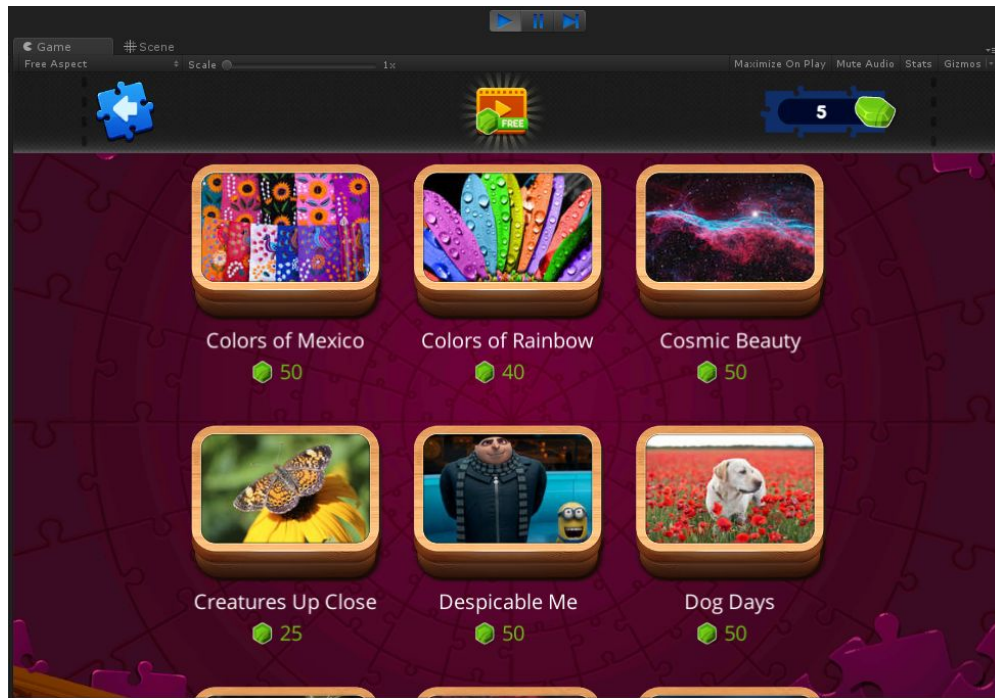 Game
Scene
Free Aspect
Scale
1x
Maximize On Play
Mute Audio
Stats
Gizmos
FREE
5
Colors of Mexico
Colors of Rainbow
Cosmic Beauty
50
40
50
Creatures Up Close
Despicable Me
Dog Days
25
50
50